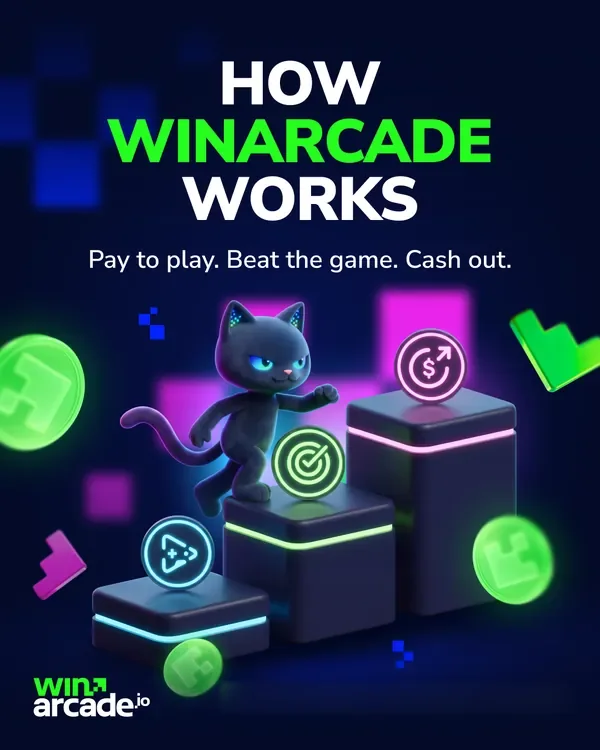 HOW
WINARCADE
WORKS
Pay to play. Beat the game. Cash out.
$
win
arcade.io